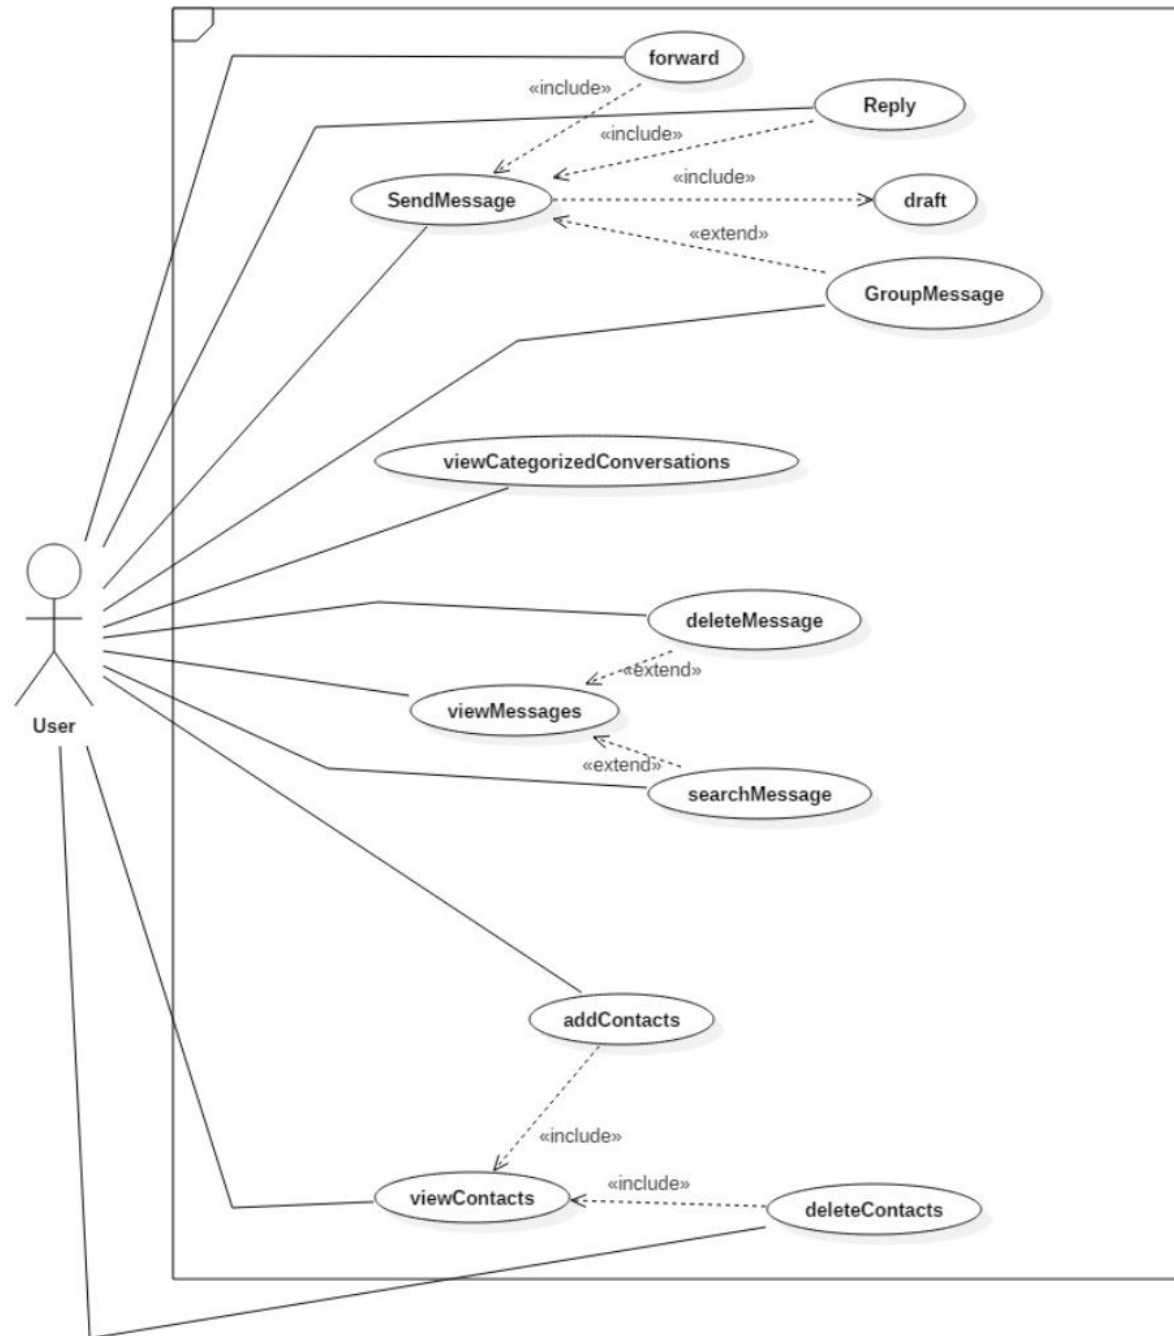 forward
«include»
Reply
«include»
«include»
SendMessage
draft
«extend»
GroupMessage
viewCategorizedConversations
deleteMessage
«extend»
viewMessages
User
«extend»
searchMessage
addContacts
«include»
«include»
viewContacts
deleteContacts